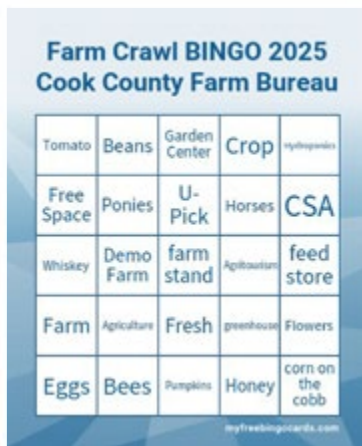 Farm Crawl BINGO 2025
Cook County Farm Bureau
Tomato
Beans
Garden
Center
Crop
Hydroponics
Free
Space
Ponies
U-
Pick
Horses
CSA
Whiskey
Demo
Farm
farm
stand
Agritourism
feed
store
Farm
Agriculture
Fresh
greenhouse
Flowers
Eggs
Bees
Pumpkins
Honey
corn on
the
cobb
myfreebingocards.com